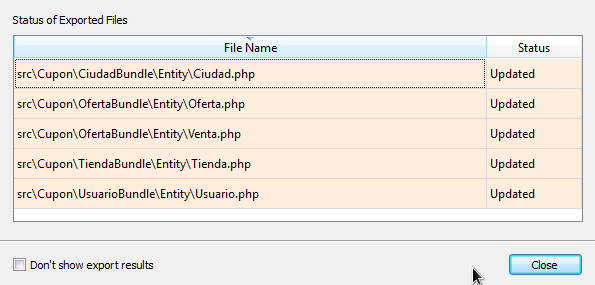 Status of Exported Files
File Name Status
src\Cupon\CiudadBundle\Entity\Ciudad.php Updated
src\Cupon\OfertaBundle\Entity\Oferta.php Updated
src\Cupon\OfertaBundle\Entity\Venta.php Updated
src\Cupon\TiendaBundle\Entity\Tienda.php Updated
src\Cupon\UsuarioBundle\Entity\Usuario.php Updated
Don't show export results Close